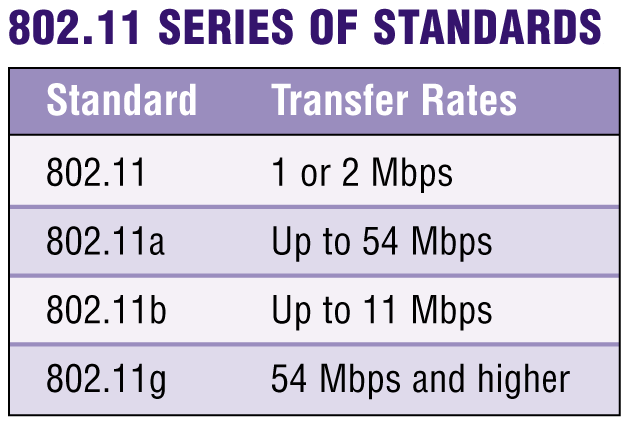 802.11 SERIES OF STANDARDS
Standard Transfer Rates
802.11 1 or 2 Mbps
802.11a Up to 54 Mbps
802.11b Up to 11 Mbps
802.11g 54 Mbps and higher